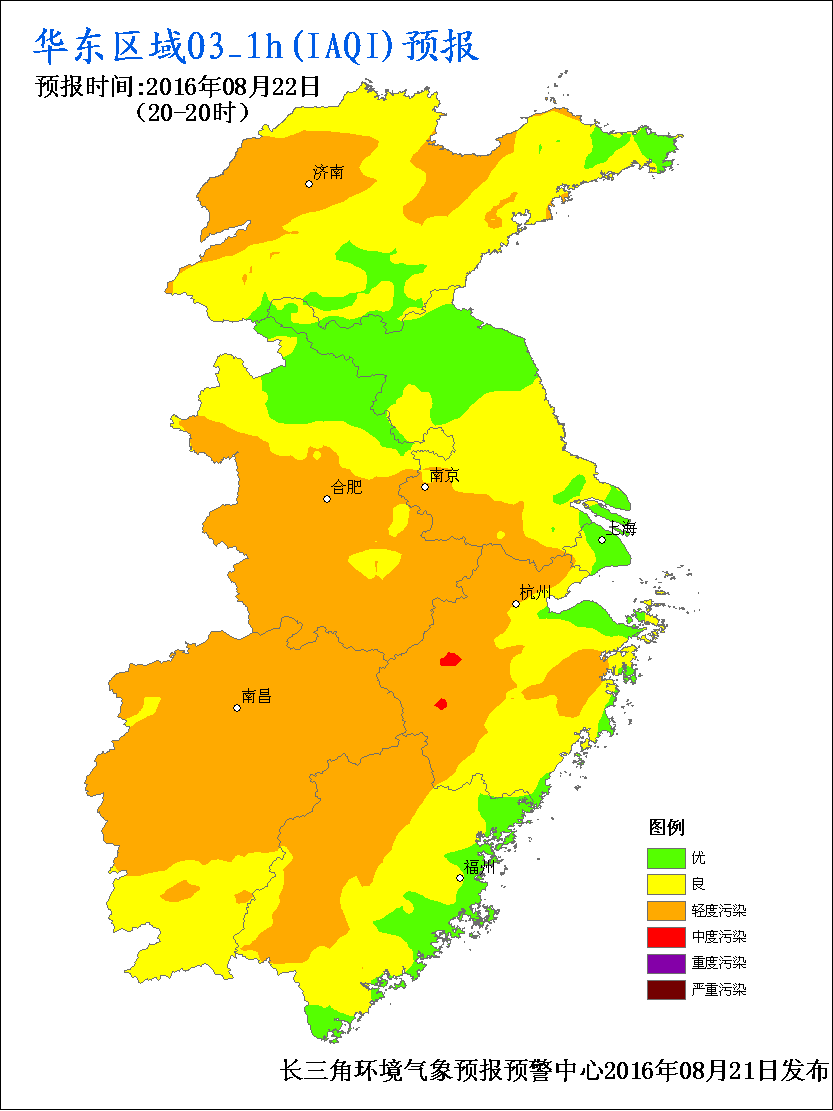 华东区域O3_1h(IAQI)预报
预报时间:2016年08月22日
(20-20时)
济南
南京
合肥
上海
杭州
南昌
福州
图例
优
良
轻度污染
中度污染
重度污染
严重污染
长三角环境气象预报预警中心2016年08月21日发布